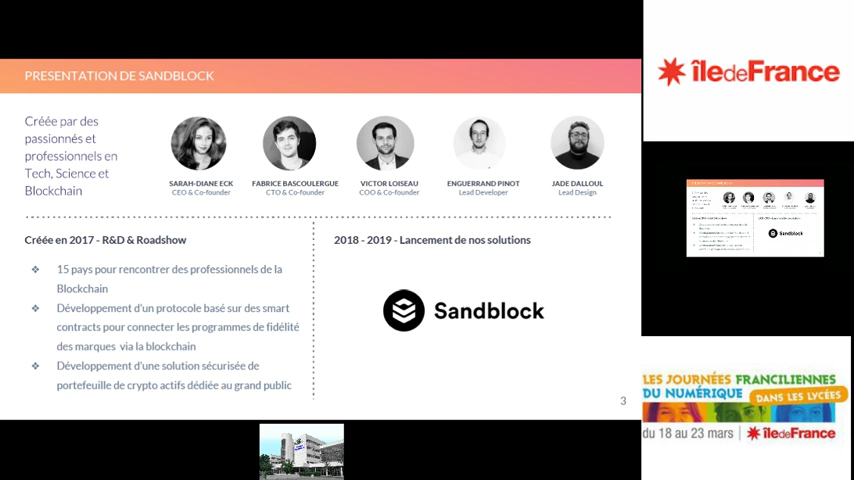 PRESENTATION DE SANDBLOCK
Créée par des
passionnés et
professionnels en
Tech, Science et
Blockchain
SARAH-DIANE ECK
CEO & Co-founder
FABRICE BASCOULERGUE
CTO & Co-founder
VICTOR LOISEAU
COO & Co-founder
ENGUERRAND PINOT
Lead Developer
JADE DALLOUL
Lead Design
Créée en 2017 - R&D & Roadshow
15 pays pour rencontrer des professionnels de la
Blockchain
Développement d'un protocole basé sur des smart
contracts pour connecter les programmes de fidélité
des marques via la blockchain
Développement d'une solution sécurisée de
portefeuille de crypto actifs dédiée au grand public
2018 - 2019 - Lancement de nos solutions
Sandblock
3
îledeFrance
Sandblock
LES JOURNÉES FRANCILIENNES
DU NUMÉRIQUE DANS LES LYCÉES
du 18 au 23 mars | îledeFrance